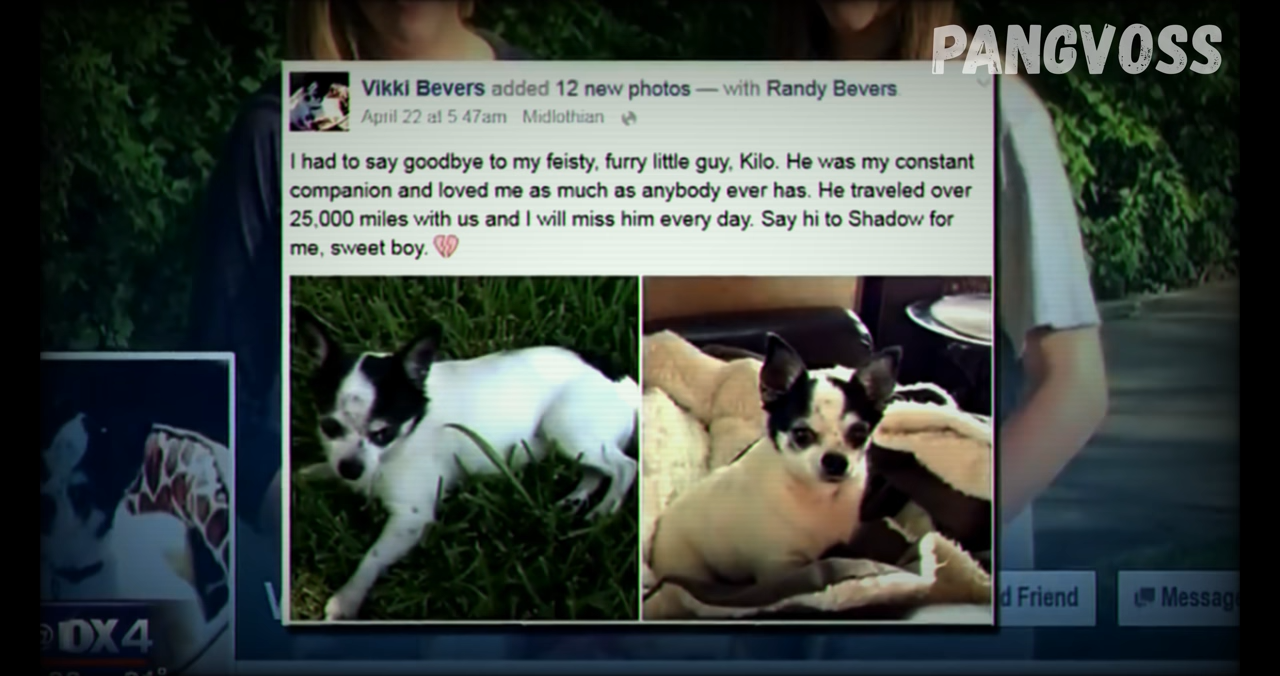 PANGVOSS
Vikki Bevers added 12 new photos — with Randy Bevers
April 22 at 5 47am Midlothian
I had to say goodbye to my feisty, furry little guy, Kilo. He was my constant
companion and loved me as much as anybody ever has. He traveled over
25,000 miles with us and I will miss him every day. Say hi to Shadow for
me, sweet boy. 💔
d Friend
Messag